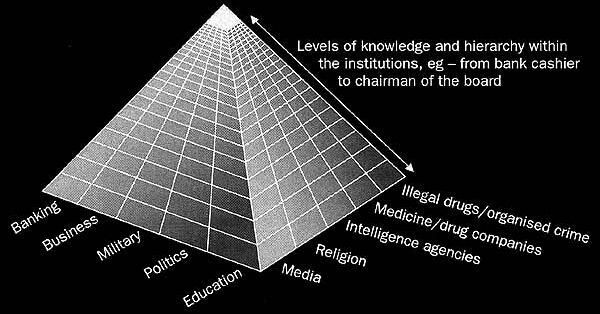 Levels of knowledge and hierarchy within
the institutions, eg – from bank cashier
to chairman of the board
Banking
Business
Military
Politics
Education
Media
Religion
Intelligence agencies
Medicine/drug companies
Illegal drugs/organised crime